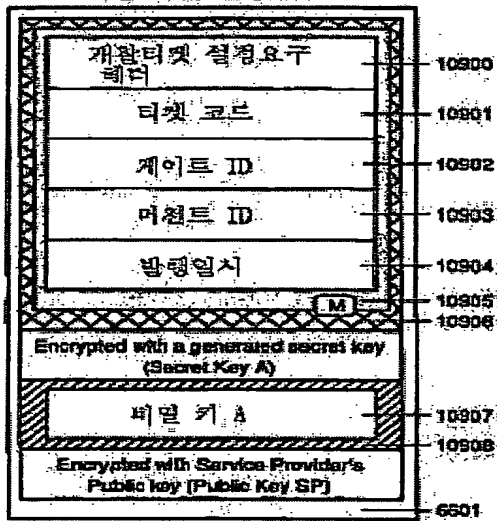 개찰티켓 설정요구
헤더
10900
티켓 코드
10901
게이트 ID
10902
머천트 ID
10903
발행일시
10904
M
10905
10906
Encrypted with a generated secret key
(Secret Key A)
비밀 키 A
10907
10908
Encrypted with Service Provider's
Public key (Public Key SP)
6601